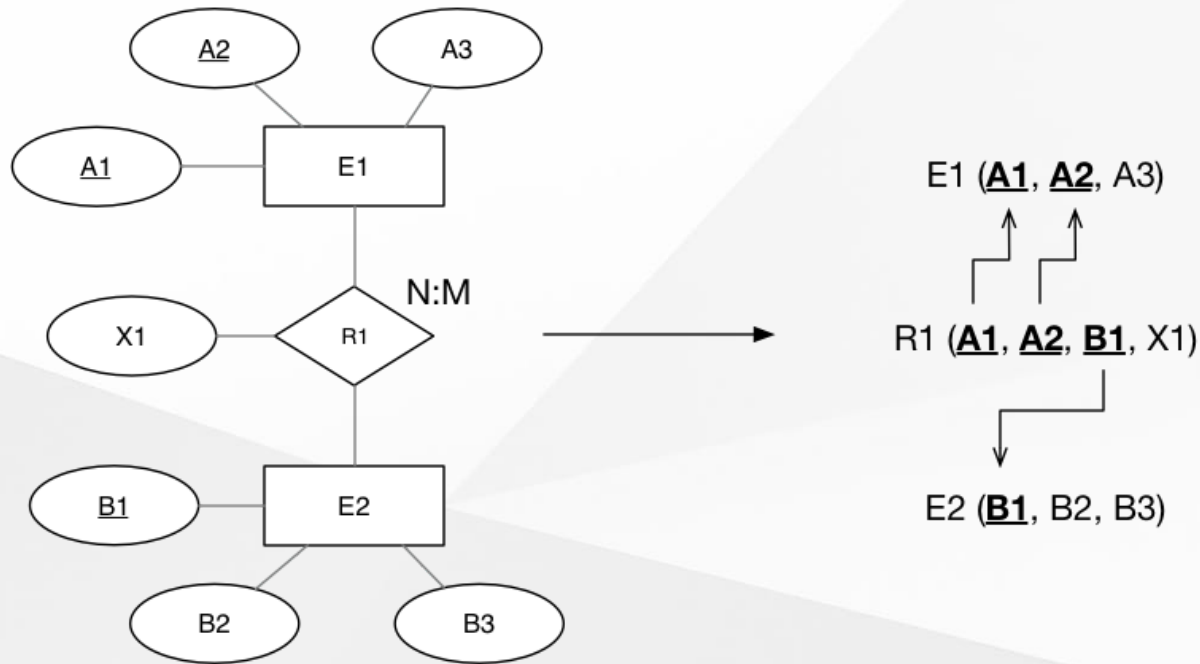 A2
A3
A1
E1
E1 (A1, A2, A3)
N:M
X1
R1
R1 (A1, A2, B1, X1)
B1
E2
E2 (B1, B2, B3)
B2
B3